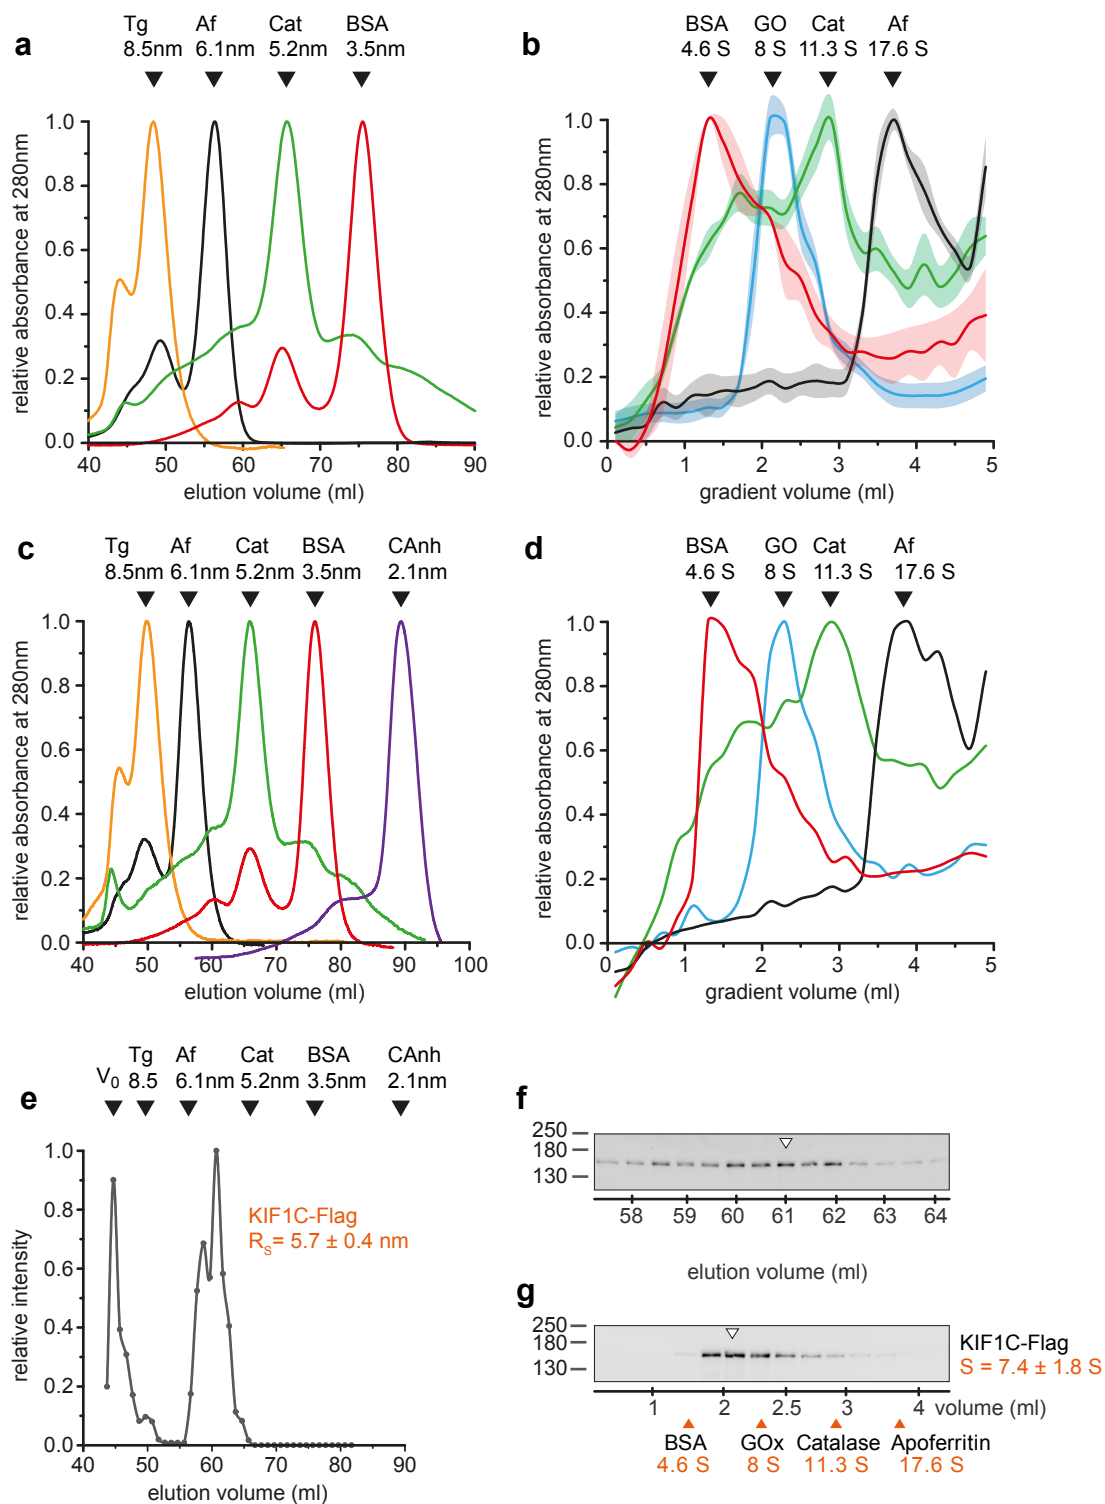 a
Tg Af Cat BSA
8.5nm 6.1nm 5.2nm 3.5nm
relative absorbance at 280nm
1.0
0.8
0.6
0.4
0.2
0.0
40 50 60 70 80 90
elution volume (ml)
b
BSA GO Cat Af
4.6 S 8 S 11.3 S 17.6 S
relative absorbance at 280nm
1.0
0.8
0.6
0.4
0.2
0.0
0 1 2 3 4 5
gradient volume (ml)
c
Tg Af Cat BSA CAnh
8.5nm 6.1nm 5.2nm 3.5nm 2.1nm
relative absorbance at 280nm
1.0
0.8
0.6
0.4
0.2
0.0
40 50 60 70 80 90 100
elution volume (ml)
d
BSA GO Cat Af
4.6 S 8 S 11.3 S 17.6 S
relative absorbance at 280nm
1.0
0.8
0.6
0.4
0.2
0.0
0 1 2 3 4 5
gradient volume (ml)
e
Tg Af Cat BSA CAnh
V0 8.5 6.1nm 5.2nm 3.5nm 2.1nm
relative intensity
1.0
0.8
0.6
0.4
0.2
0.0
KIF1C-Flag
RS= 5.7 ± 0.4 nm
40 50 60 70 80 90
elution volume (ml)
f
250
180
130
58 59 60 61 62 63 64
elution volume (ml)
g
250
180
130
KIF1C-Flag
S = 7.4 ± 1.8 S
1 2 2.5 3 4 volume (ml)
BSA GOx Catalase Apoferritin
4.6 S 8 S 11.3 S 17.6 S